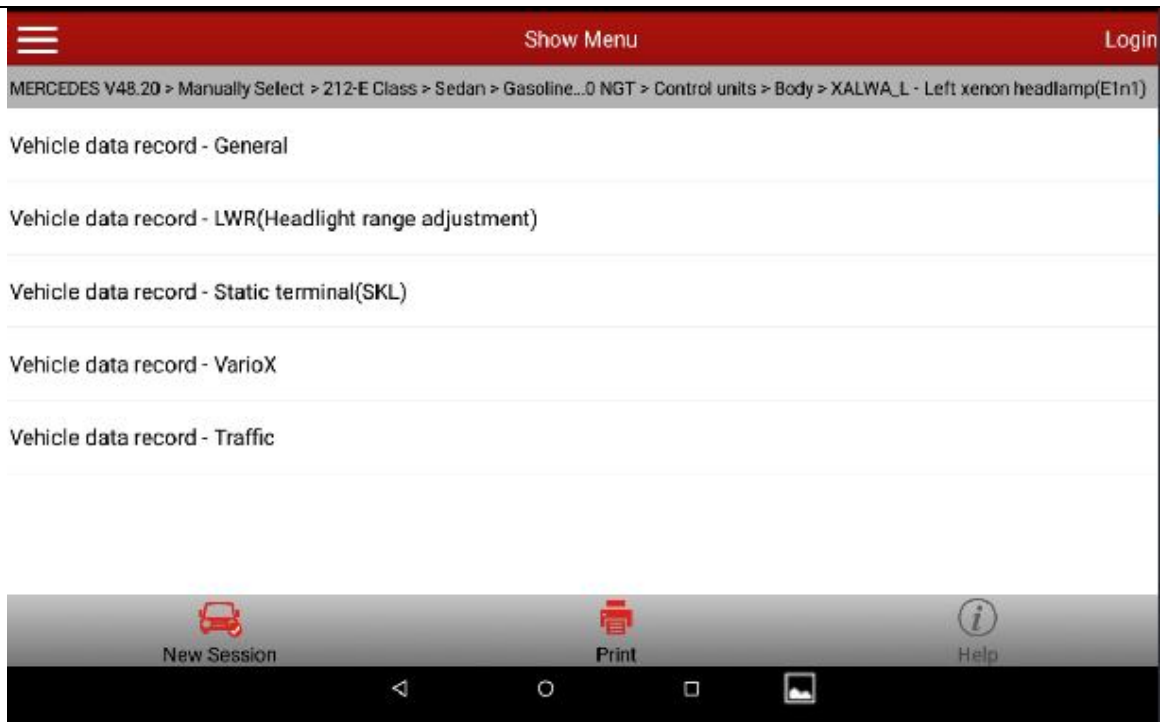 Show Menu
Login
MERCEDES V48.20 > Manually Select > 212-E Class > Sedan > Gasoline...0 NGT > Control units > Body > XALWA_L - Left xenon headlamp(E1n1)
Vehicle data record - General
Vehicle data record - LWR(Headlight range adjustment)
Vehicle data record - Static terminal(SKL)
Vehicle data record - VarioX
Vehicle data record - Traffic
New Session
Print
Help